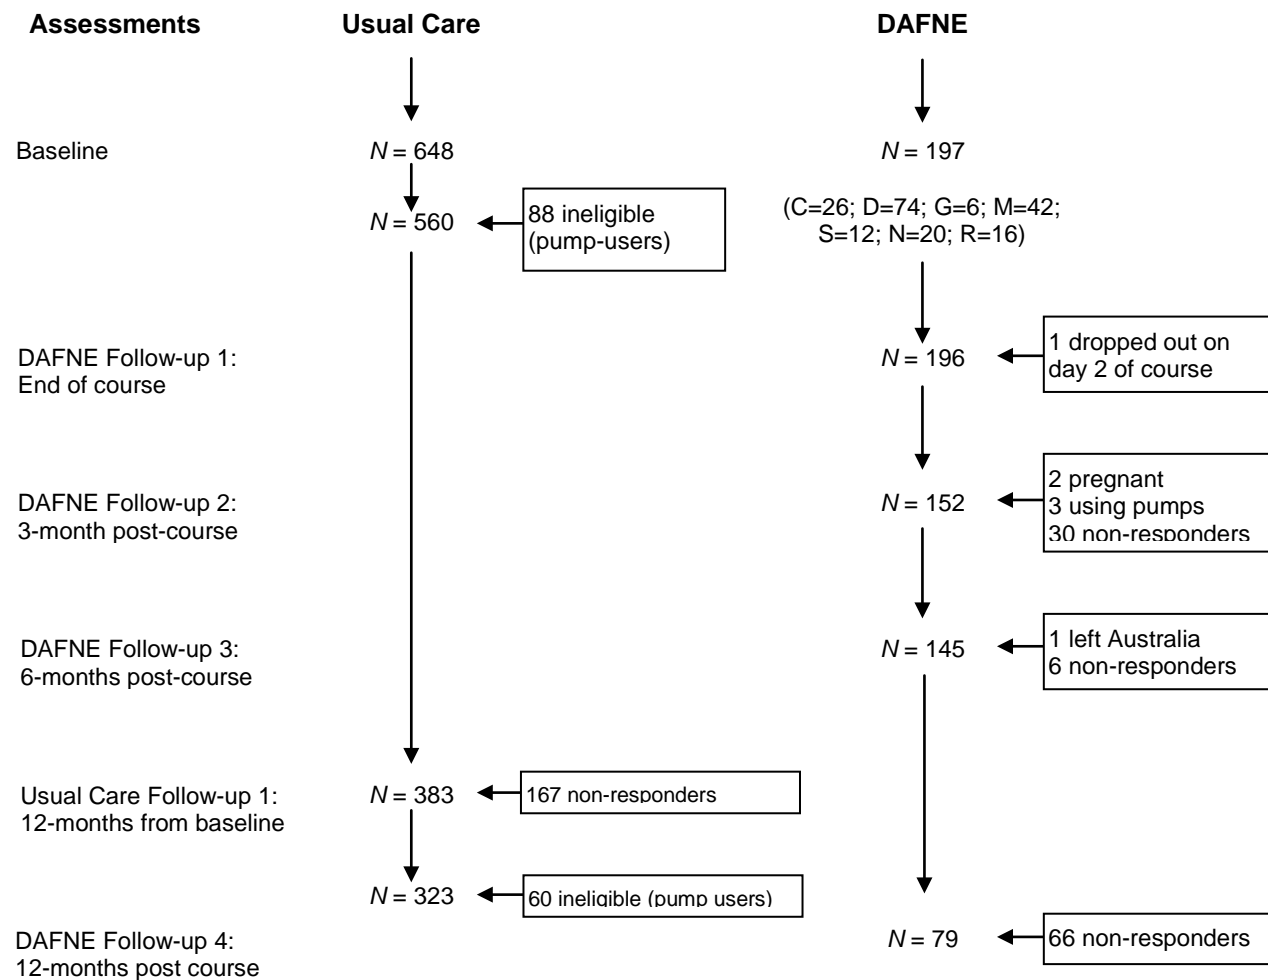 Assessments
Usual Care
DAFNE
Baseline
N = 648
N = 197
N = 560
88 ineligible
(pump-users)
(C=26; D=74; G=6; M=42;
S=12; N=20; R=16)
DAFNE Follow-up 1:
End of course
N = 196
1 dropped out on
day 2 of course
DAFNE Follow-up 2:
3-month post-course
N = 152
2 pregnant
3 using pumps
30 non-responders
DAFNE Follow-up 3:
6-months post-course
N = 145
1 left Australia
6 non-responders
Usual Care Follow-up 1:
12-months from baseline
N = 383
167 non-responders
N = 323
60 ineligible (pump users)
DAFNE Follow-up 4:
12-months post course
N = 79
66 non-responders